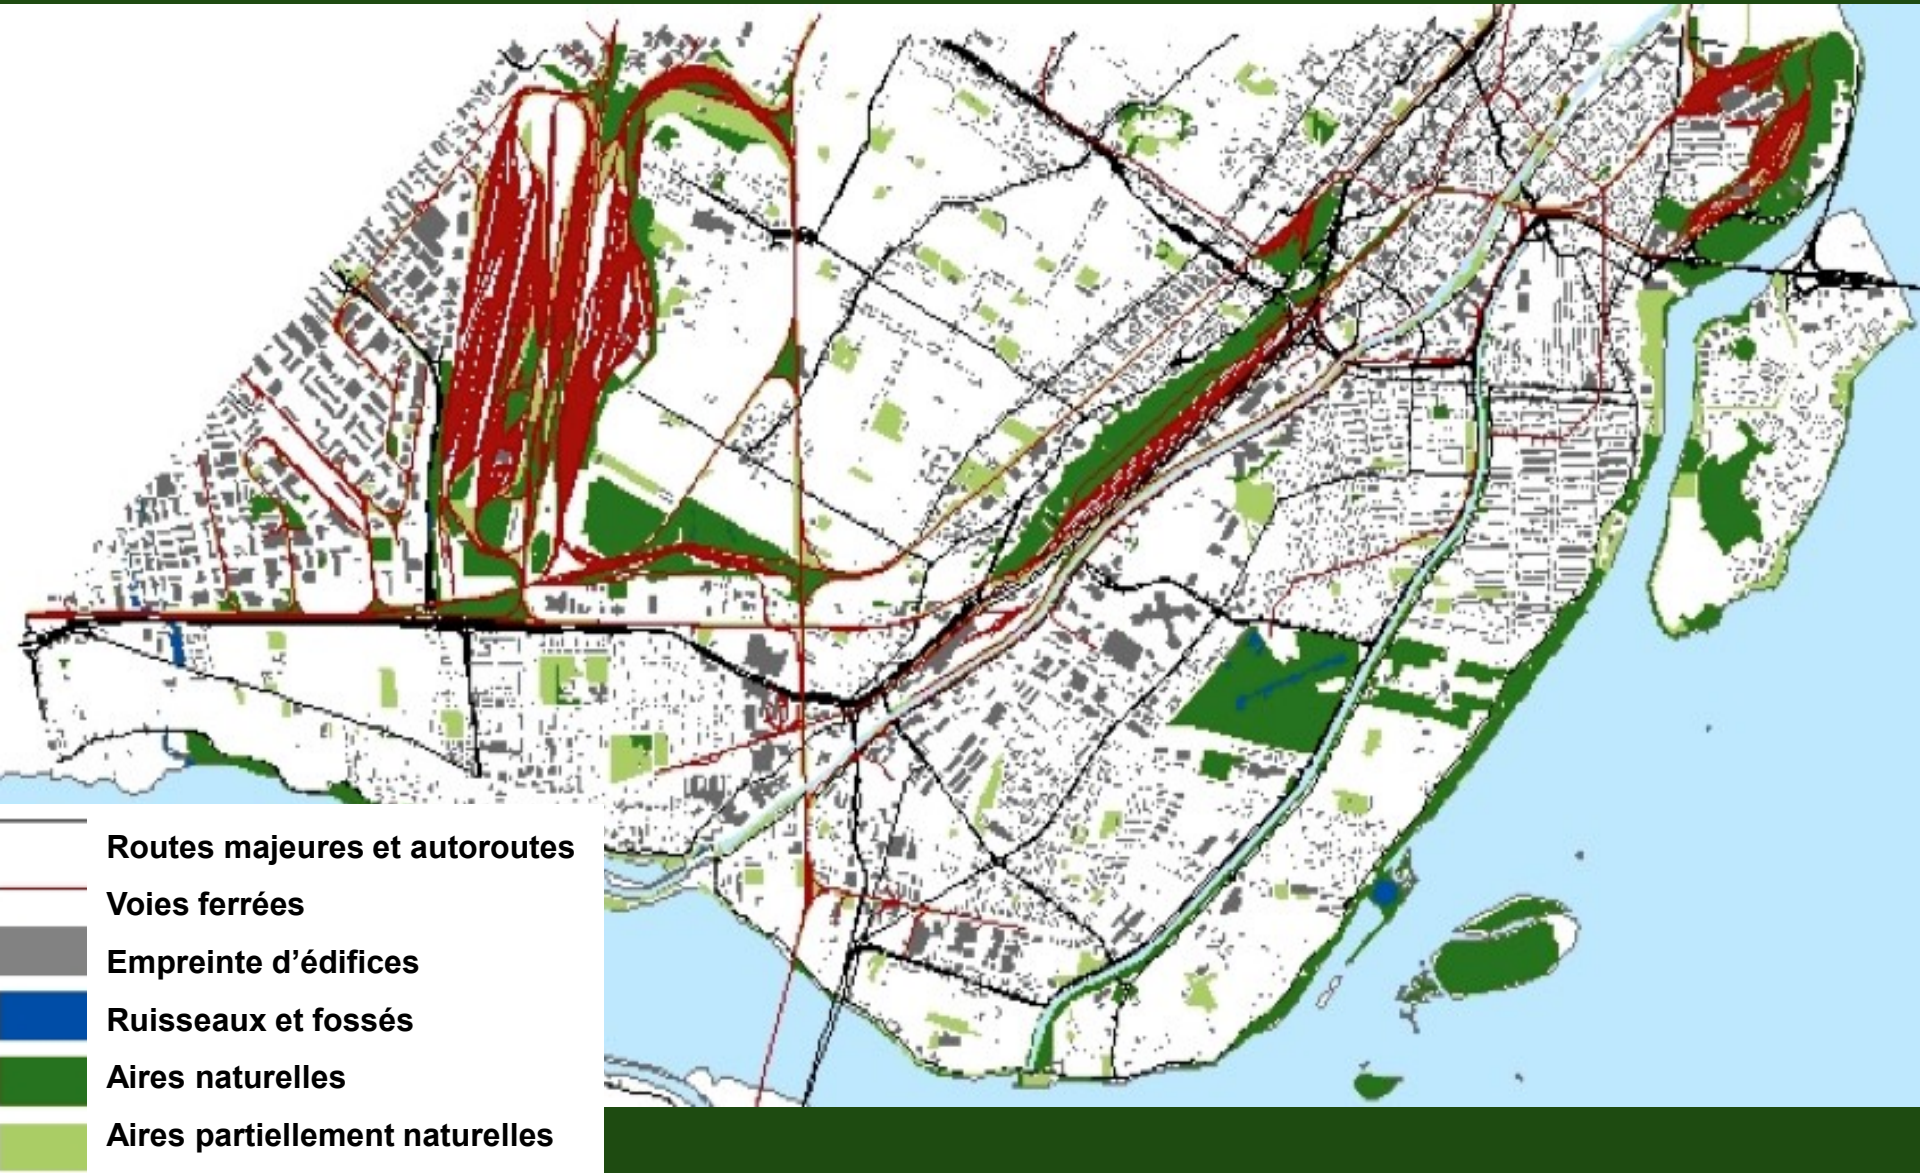 Routes majeures et autoroutes
Voies ferrées
Empreinte d’édifices
Ruisseaux et fossés
Aires naturelles
Aires partiellement naturelles